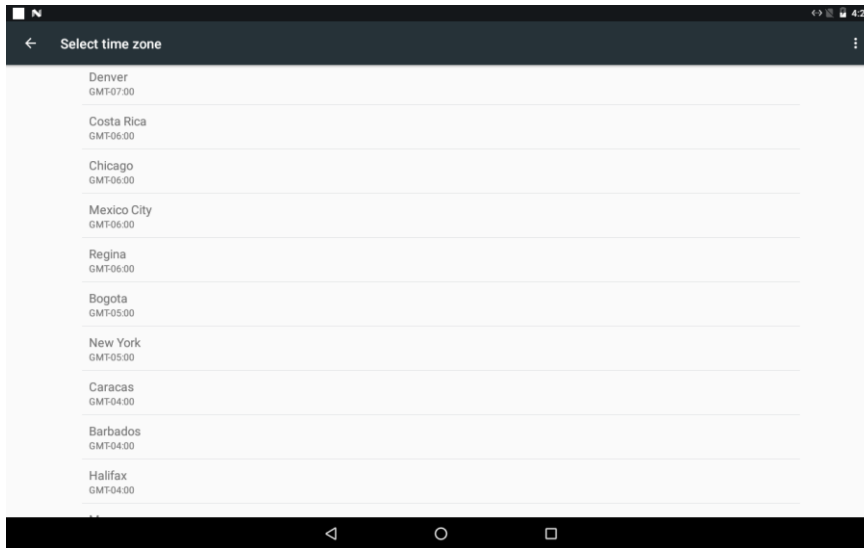 4:2
Select time zone
Denver
GMT-07:00
Costa Rica
GMT-06:00
Chicago
GMT-06:00
Mexico City
GMT-06:00
Regina
GMT-06:00
Bogota
GMT-05:00
New York
GMT-05:00
Caracas
GMT-04:00
Barbados
GMT-04:00
Halifax
GMT-04:00